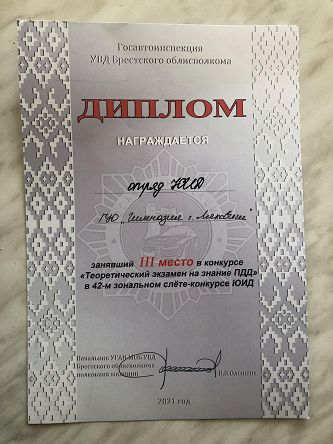 Госавтоинспекция
УВД Брестского облисполкома
ДИПЛОМ
НАГРАЖДАЕТСЯ
отряд ЮИД
ГУО "Гимназия г.
занявший III место в конкурсе
«Теоретический экзамен на знание ПДД»
в 42-м зональном слёте-конкурсе ЮИД
Начальник УГАИ МОБ УВД
Брестского облисполкома
полковник милиции
2021 год